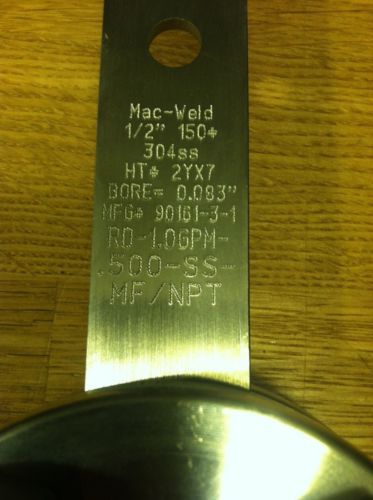 Mac-Weld
1/2" 150#
304ss
HT# 2YX7
BORE= 0.083"
MFG# 90161-3-1
RO-1.0GPM-
.500-SS-
MF/NPT